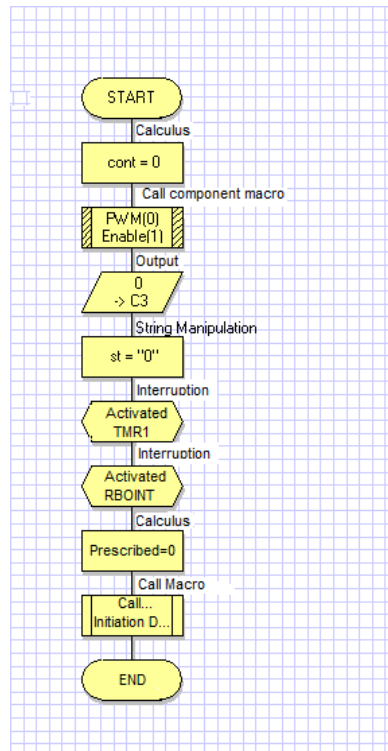 START
Calculus
cont = 0
Call component macro
PWM(0)
Enable(1)
Output
0
-> C3
String Manipulation
st = "0"
Interruption
Activated
TMR1
Interruption
Activated
RBOINT
Calculus
Prescribed=0
Call Macro
Call...
Initiation D...
END